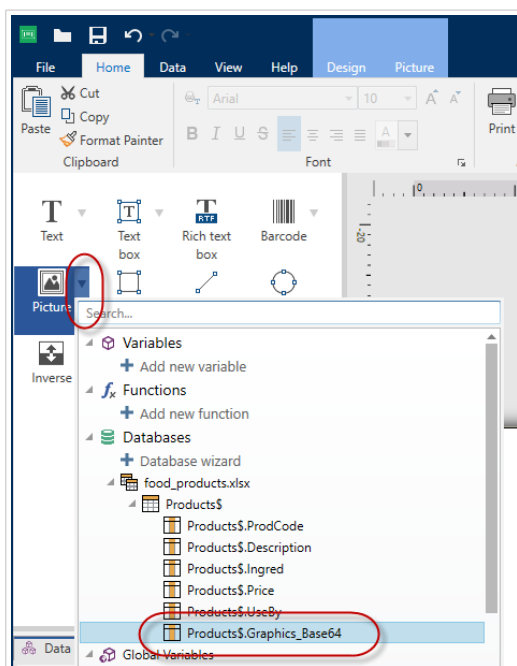 File Home Data View Help Design Picture
Paste
Cut
Copy
Format Painter
Clipboard
Arial 10 A A
B I U S A
Font
Print
T Text
T Text box
T RTF Rich text box
Barcode
Picture
Inverse
0
-20
Search...
Variables
Add new variable
fx Functions
Add new function
Databases
Database wizard
food_products.xlsx
Products$
Products$.ProdCode
Products$.Description
Products$.Ingred
Products$.Price
Products$.UseBy
Products$.Graphics_Base64
Global Variables
Data